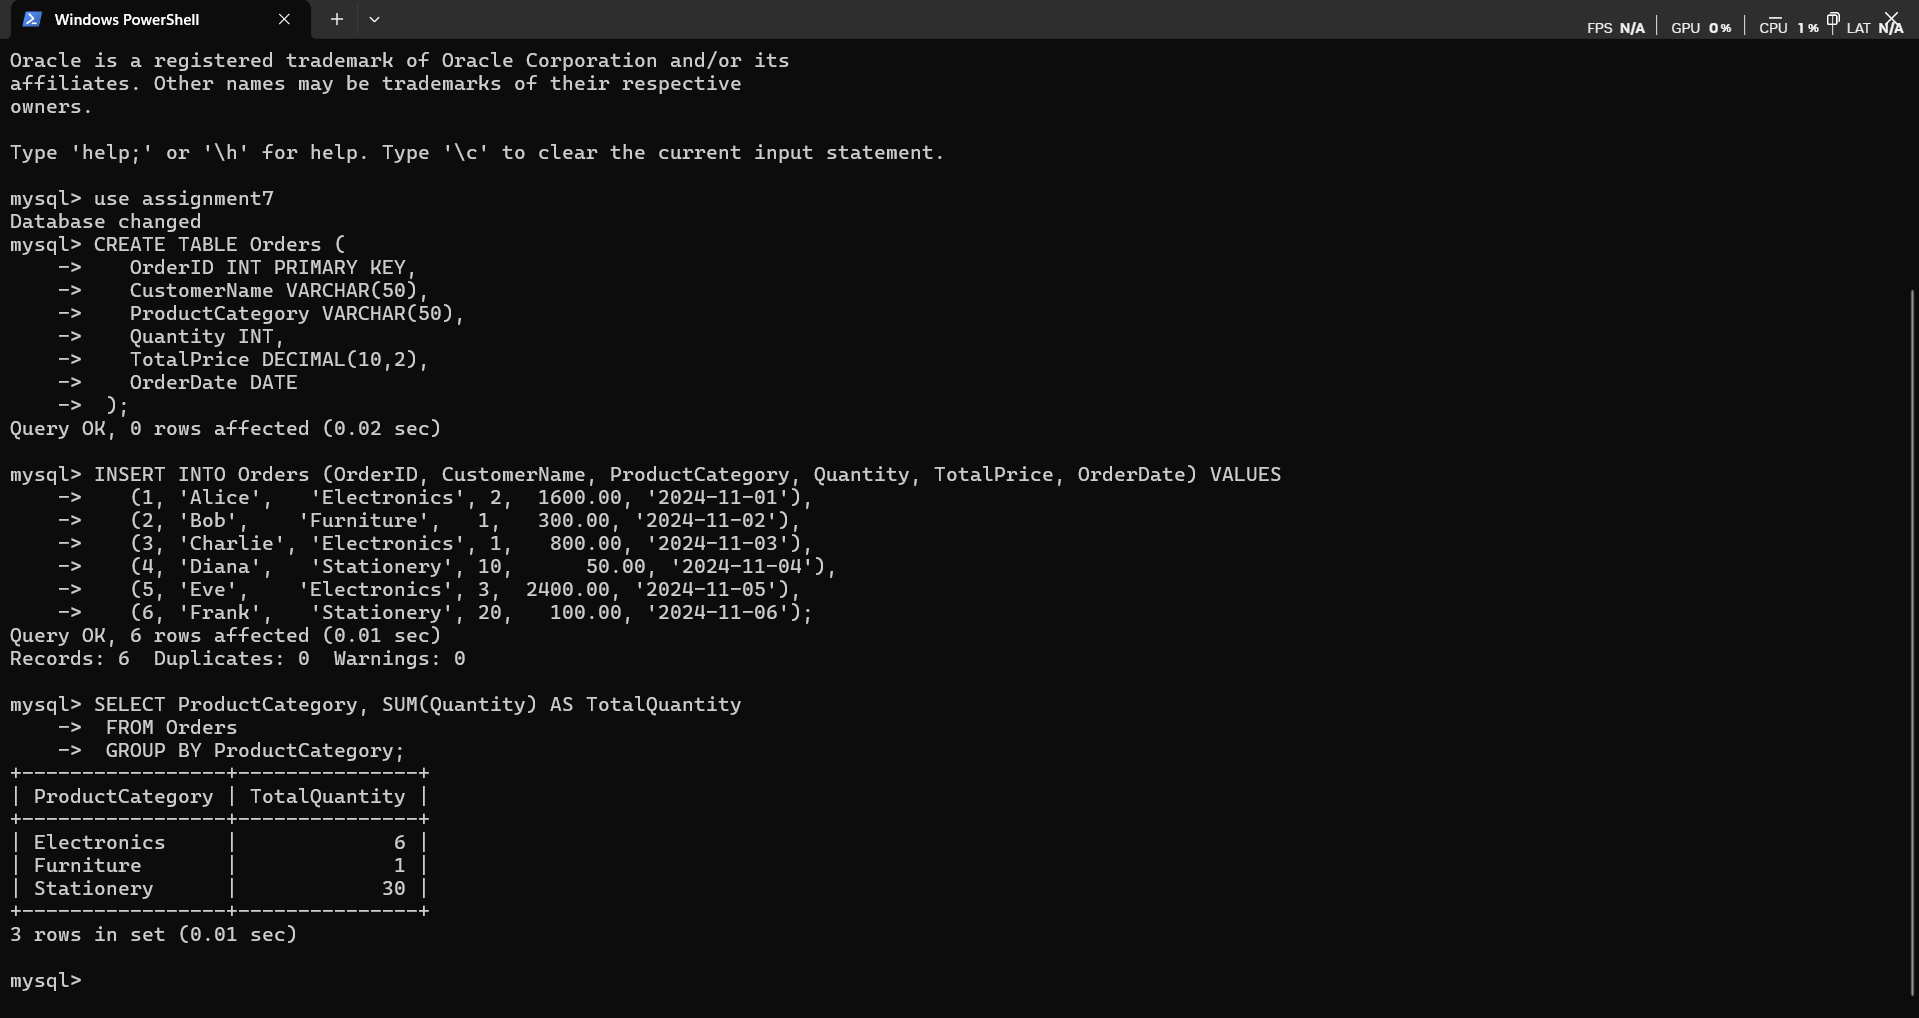 Windows PowerShell
FPS N/A | GPU 0% | CPU 1% | LAT N/A
Oracle is a registered trademark of Oracle Corporation and/or its
affiliates. Other names may be trademarks of their respective
owners.

Type 'help;' or '\h' for help. Type '\c' to clear the current input statement.

mysql> use assignment7
Database changed
mysql> CREATE TABLE Orders (
    ->    OrderID INT PRIMARY KEY,
    ->    CustomerName VARCHAR(50),
    ->    ProductCategory VARCHAR(50),
    ->    Quantity INT,
    ->    TotalPrice DECIMAL(10,2),
    ->    OrderDate DATE
    ->  );
Query OK, 0 rows affected (0.02 sec)

mysql> INSERT INTO Orders (OrderID, CustomerName, ProductCategory, Quantity, TotalPrice, OrderDate) VALUES
    ->    (1, 'Alice',   'Electronics', 2,  1600.00, '2024-11-01'),
    ->    (2, 'Bob',    'Furniture',   1,   300.00, '2024-11-02'),
    ->    (3, 'Charlie', 'Electronics', 1,   800.00, '2024-11-03'),
    ->    (4, 'Diana',   'Stationery', 10,      50.00, '2024-11-04'),
    ->    (5, 'Eve',    'Electronics', 3,  2400.00, '2024-11-05'),
    ->    (6, 'Frank',   'Stationery', 20,   100.00, '2024-11-06');
Query OK, 6 rows affected (0.01 sec)
Records: 6  Duplicates: 0  Warnings: 0

mysql> SELECT ProductCategory, SUM(Quantity) AS TotalQuantity
    ->  FROM Orders
    ->  GROUP BY ProductCategory;
+-----------------+---------------+
| ProductCategory | TotalQuantity |
+-----------------+---------------+
| Electronics     |             6 |
| Furniture       |             1 |
| Stationery      |            30 |
+-----------------+---------------+
3 rows in set (0.01 sec)

mysql>